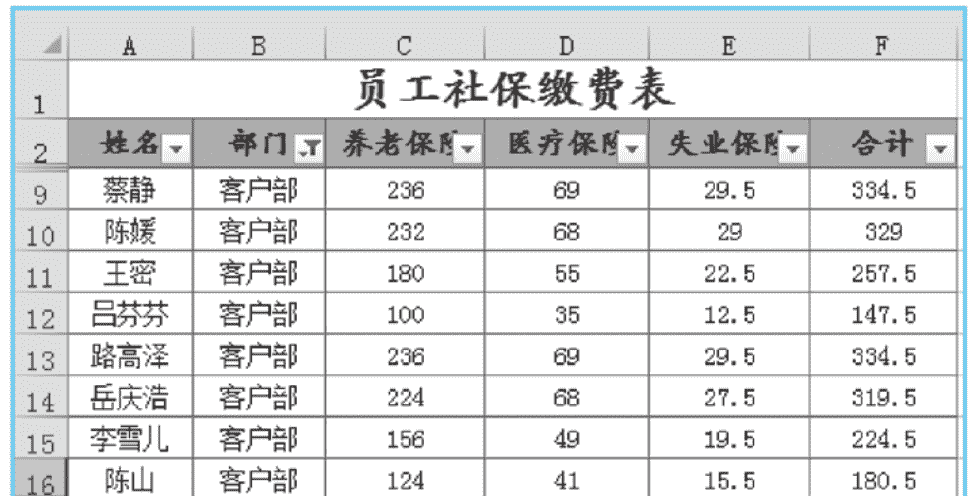 A B C D E F
1 员工社保缴费表
2 姓名 部门 养老保险 医疗保险 失业保险 合计
9 蔡静 客户部 236 69 29.5 334.5
10 陈媛 客户部 232 68 29 329
11 王密 客户部 180 55 22.5 257.5
12 吕芬芬 客户部 100 35 12.5 147.5
13 路高泽 客户部 236 69 29.5 334.5
14 岳庆浩 客户部 224 68 27.5 319.5
15 李雪儿 客户部 156 49 19.5 224.5
16 陈山 客户部 124 41 15.5 180.5